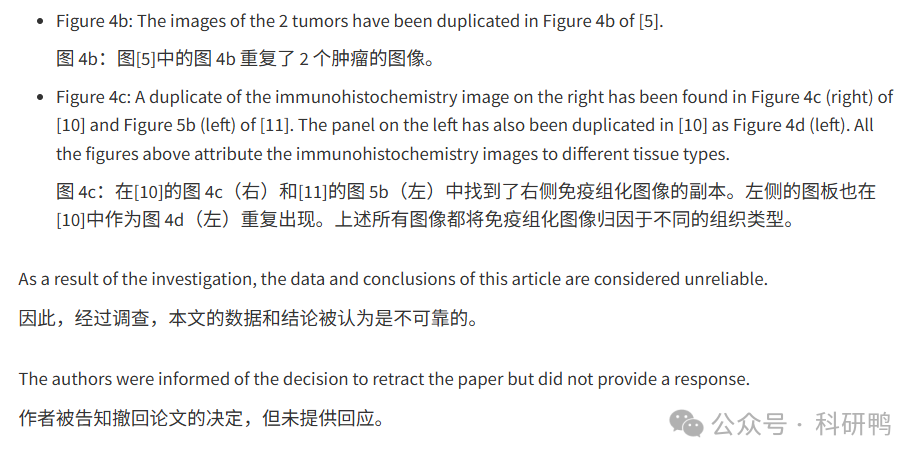 Figure 4b: The images of the 2 tumors have been duplicated in Figure 4b of [5].
图 4b：图[5]中的图 4b 重复了 2 个肿瘤的图像。
Figure 4c: A duplicate of the immunohistochemistry image on the right has been found in Figure 4c (right) of
[10] and Figure 5b (left) of [11]. The panel on the left has also been duplicated in [10] as Figure 4d (left). All
the figures above attribute the immunohistochemistry images to different tissue types.
图 4c：在[10]的图 4c（右）和[11]的图 5b（左）中找到了右侧免疫组化图像的副本。左侧的图板也在
[10]中作为图 4d（左）重复出现。上述所有图像都将免疫组化图像归因于不同的组织类型。
As a result of the investigation, the data and conclusions of this article are considered unreliable.
因此，经过调查，本文的数据和结论被认为是不可靠的。
The authors were informed of the decision to retract the paper but did not provide a response.
作者被告知撤回论文的决定，但未提供回应。
公众号 · 科研鸭